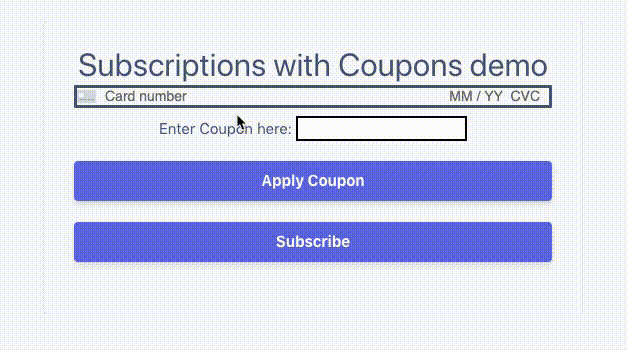 Subscriptions with Coupons demo
Card number MM / YY CVC
Enter Coupon here:
Apply Coupon
Subscribe